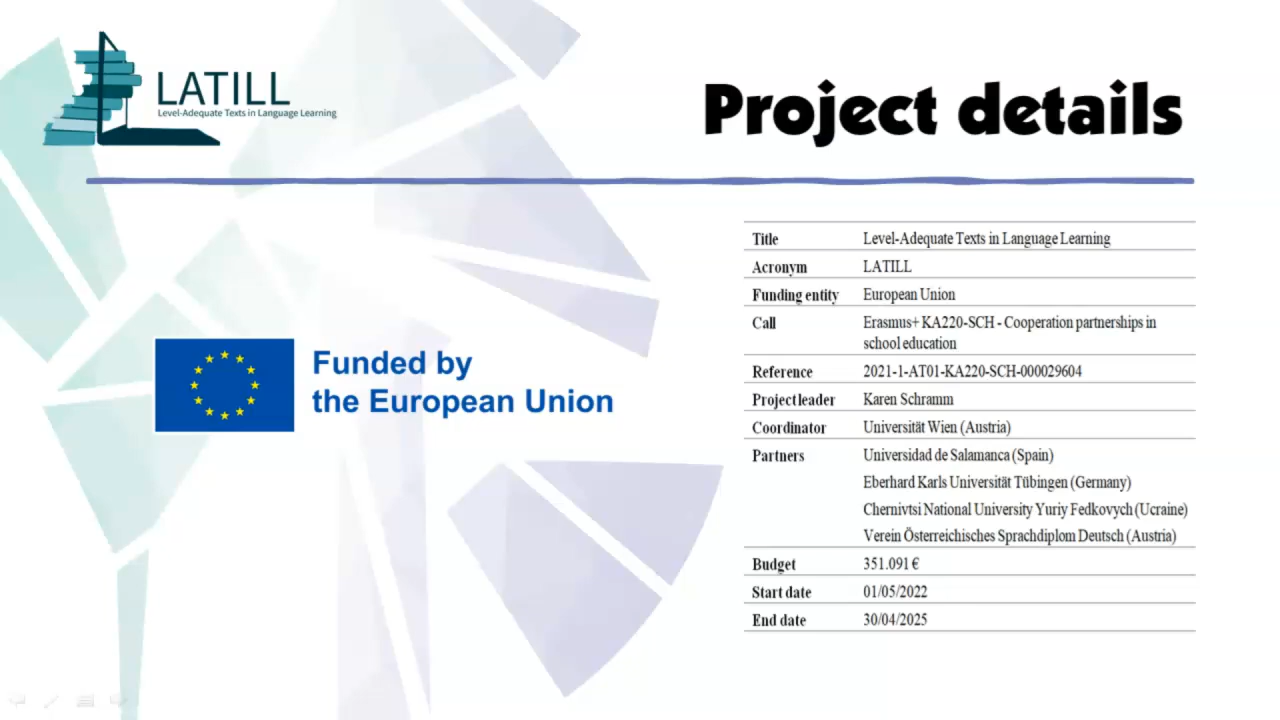 LATILL
Level-Adequate Texts in Language Learning
Project details
Funded by
the European Union
Title Level-Adequate Texts in Language Learning
Acronym LATILL
Funding entity European Union
Call Erasmus+ KA220-SCH - Cooperation partnerships in
school education
Reference 2021-1-AT01-KA220-SCH-000029604
Project leader Karen Schramm
Coordinator Universität Wien (Austria)
Partners Universidad de Salamanca (Spain)
Eberhard Karls Universität Tübingen (Germany)
Chernivtsi National University Yuriy Fedkovych (Ucraine)
Verein Österreichisches Sprachdiplom Deutsch (Austria)
Budget 351.091 €
Start date 01/05/2022
End date 30/04/2025